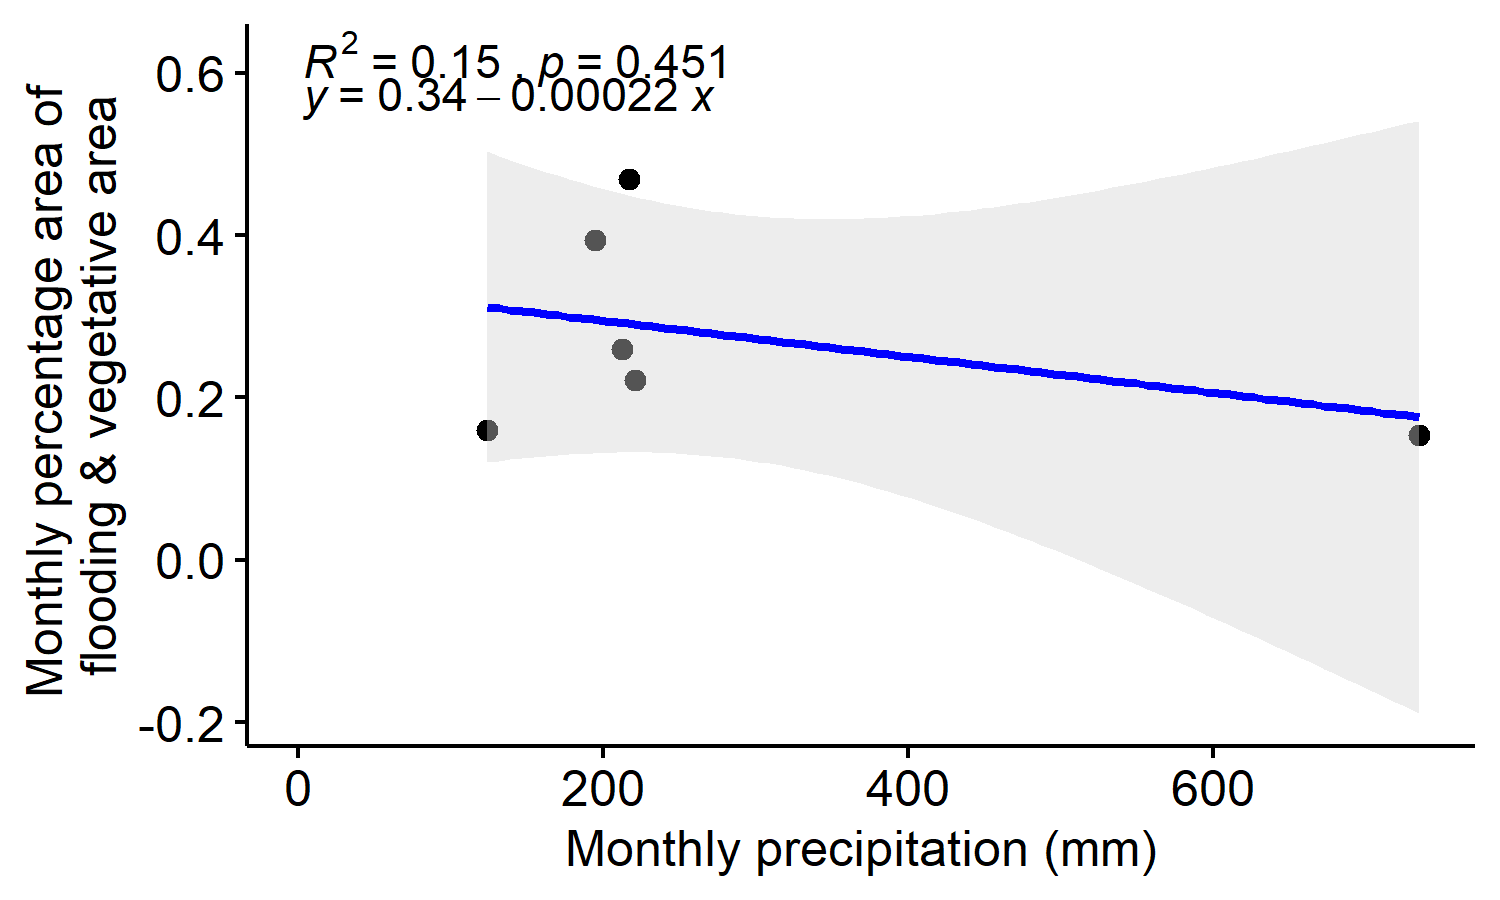 R² = 0.15 , p = 0.451
y = 0.34 – 0.00022 x
0.6
0.4
0.2
0.0
-0.2
Monthly percentage area of
flooding & vegetative area
0 200 400 600
Monthly precipitation (mm)